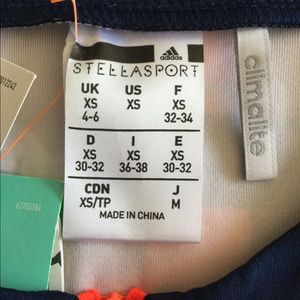 adidas
STELLASPORT
UK US F
XS XS XS
4-6 32-34
D I E
XS XS XS
30-32 36-38 30-32
CDN J
XS/TP M
MADE IN CHINA
climalite
62705784